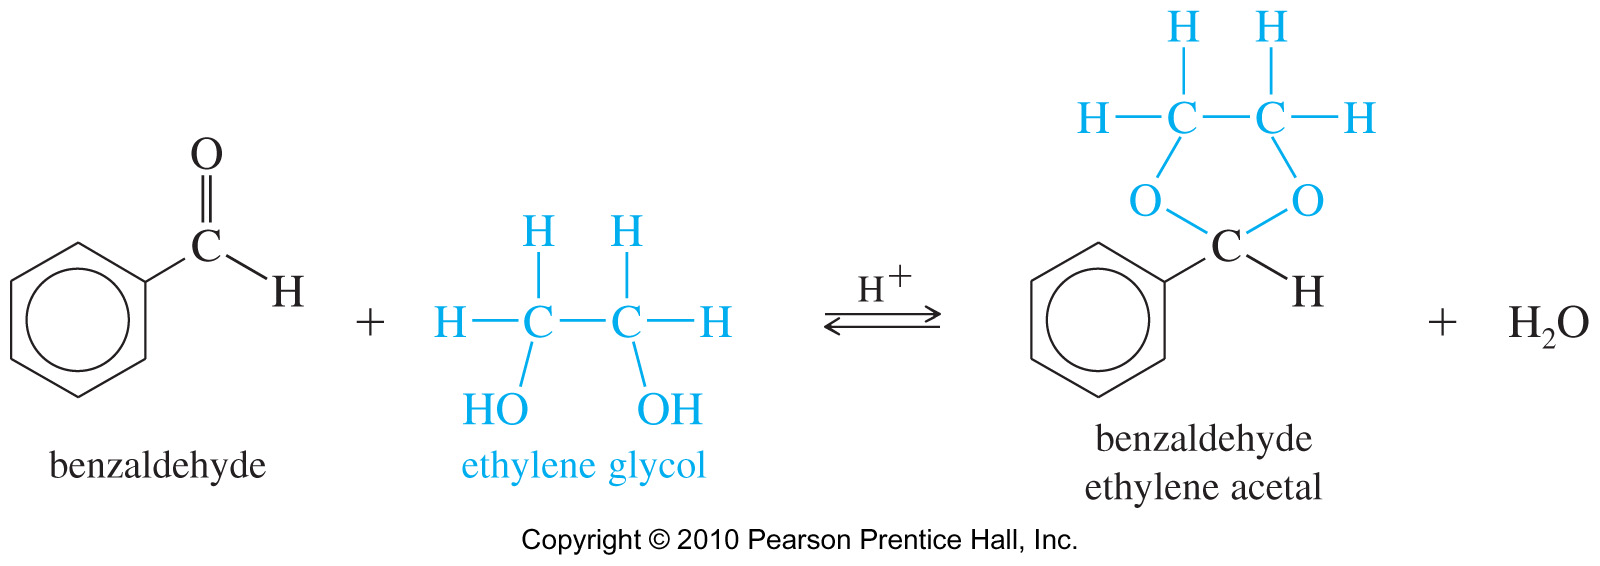 H H
H C C H
O
O O
C
C
H H
H
H
H⁺
+
H C C H
+ H₂O
HO OH
benzaldehyde
ethylene glycol
benzaldehyde
ethylene acetal
Copyright © 2010 Pearson Prentice Hall, Inc.